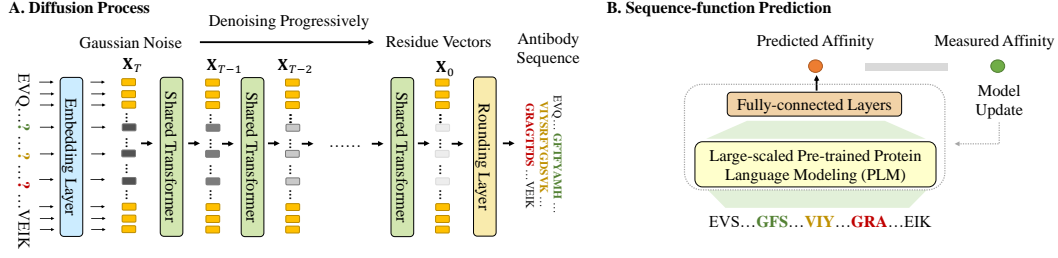 A. Diffusion Process
Denoising Progressively
Gaussian Noise
Residue Vectors
Antibody
Sequence
X_T
X_{T−1}
X_{T−2}
X_0
EVQ...?...?...?...VEIK
Embedding Layer
Shared Transformer
Shared Transformer
......
Shared Transformer
Rounding Layer
EVQ...GFTFYAMH...
VIYSRFYGDSVK...
GRAGTFDS
...VEIK
B. Sequence-function Prediction
Predicted Affinity
Measured Affinity
Fully-connected Layers
Model
Update
Large-scaled Pre-trained Protein
Language Modeling (PLM)
EVS...GFS...VIY...GRA...EIK